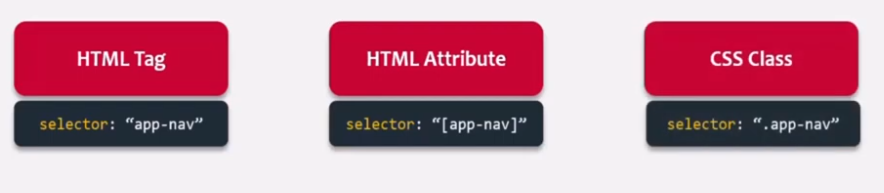 HTML Tag
selector: “app-nav”
HTML Attribute
selector: “[app-nav]”
CSS Class
selector: “.app-nav”